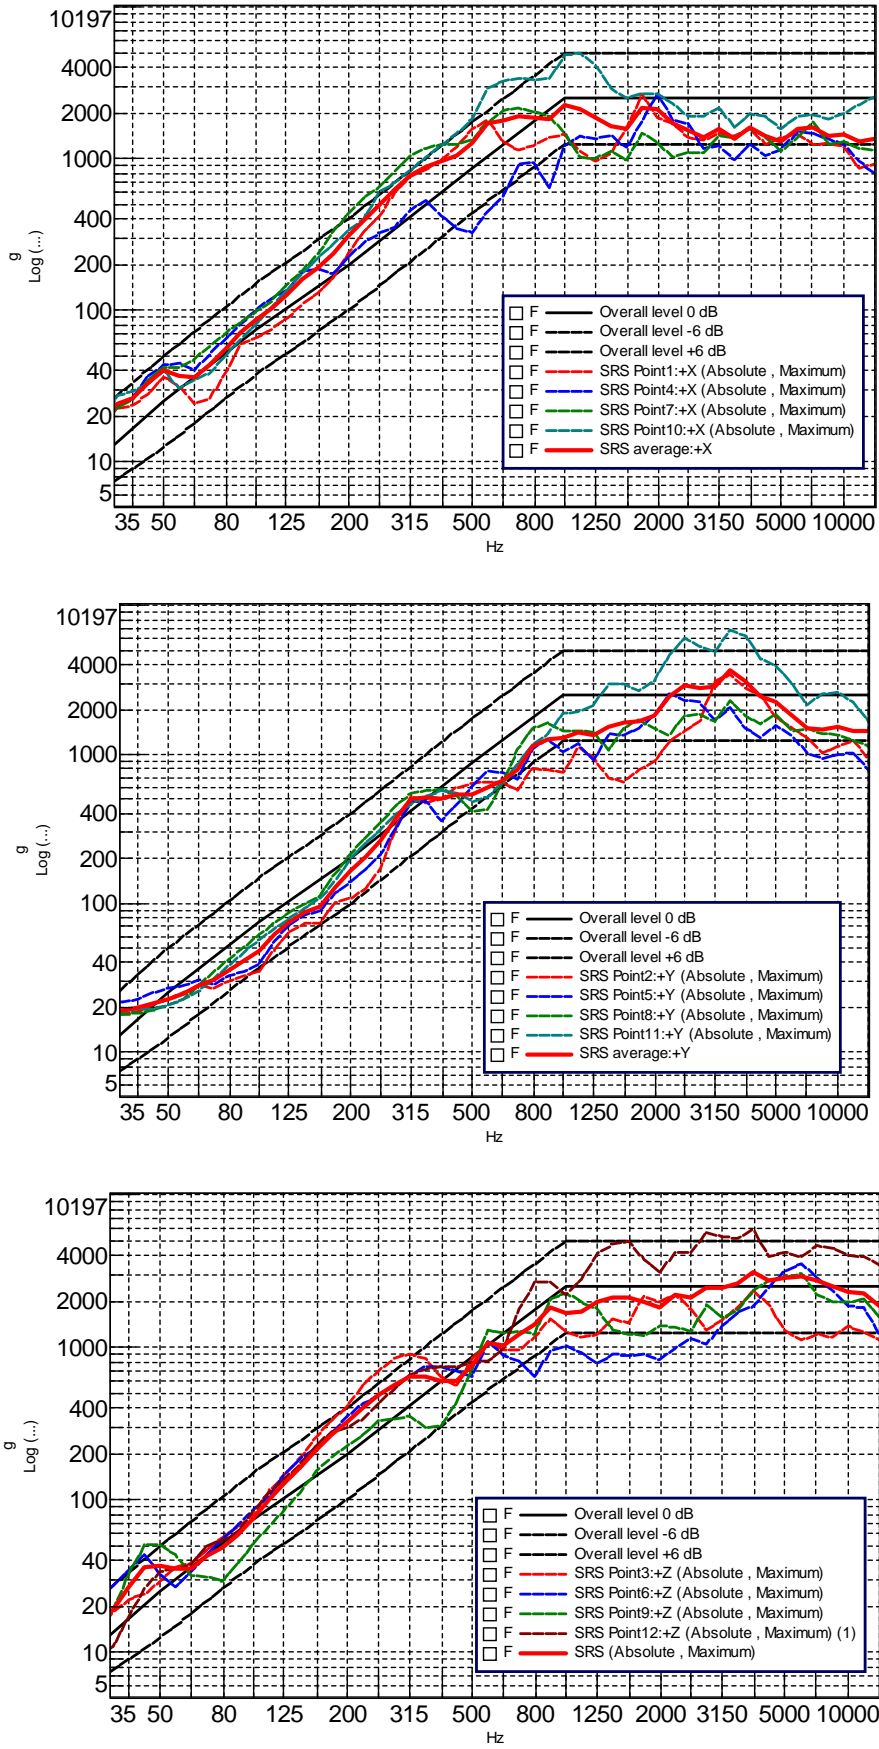 10197
4000
2000
1000
400
200
100
40
20
10
5
g
Log (...)
F Overall level 0 dB
F Overall level -6 dB
F Overall level +6 dB
F SRS Point1:+X (Absolute , Maximum)
F SRS Point4:+X (Absolute , Maximum)
F SRS Point7:+X (Absolute , Maximum)
F SRS Point10:+X (Absolute , Maximum)
F SRS average:+X
35 50 80 125 200 315 500 800 1250 2000 3150 5000 10000
Hz
10197
4000
2000
1000
400
200
100
40
20
10
5
g
Log (...)
F Overall level 0 dB
F Overall level -6 dB
F Overall level +6 dB
F SRS Point2:+Y (Absolute , Maximum)
F SRS Point5:+Y (Absolute , Maximum)
F SRS Point8:+Y (Absolute , Maximum)
F SRS Point11:+Y (Absolute , Maximum)
F SRS average:+Y
35 50 80 125 200 315 500 800 1250 2000 3150 5000 10000
Hz
10197
4000
2000
1000
400
200
100
40
20
10
5
g
Log (...)
F Overall level 0 dB
F Overall level -6 dB
F Overall level +6 dB
F SRS Point3:+Z (Absolute , Maximum)
F SRS Point6:+Z (Absolute , Maximum)
F SRS Point9:+Z (Absolute , Maximum)
F SRS Point12:+Z (Absolute , Maximum) (1)
F SRS (Absolute , Maximum)
35 50 80 125 200 315 500 800 1250 2000 3150 5000 10000
Hz